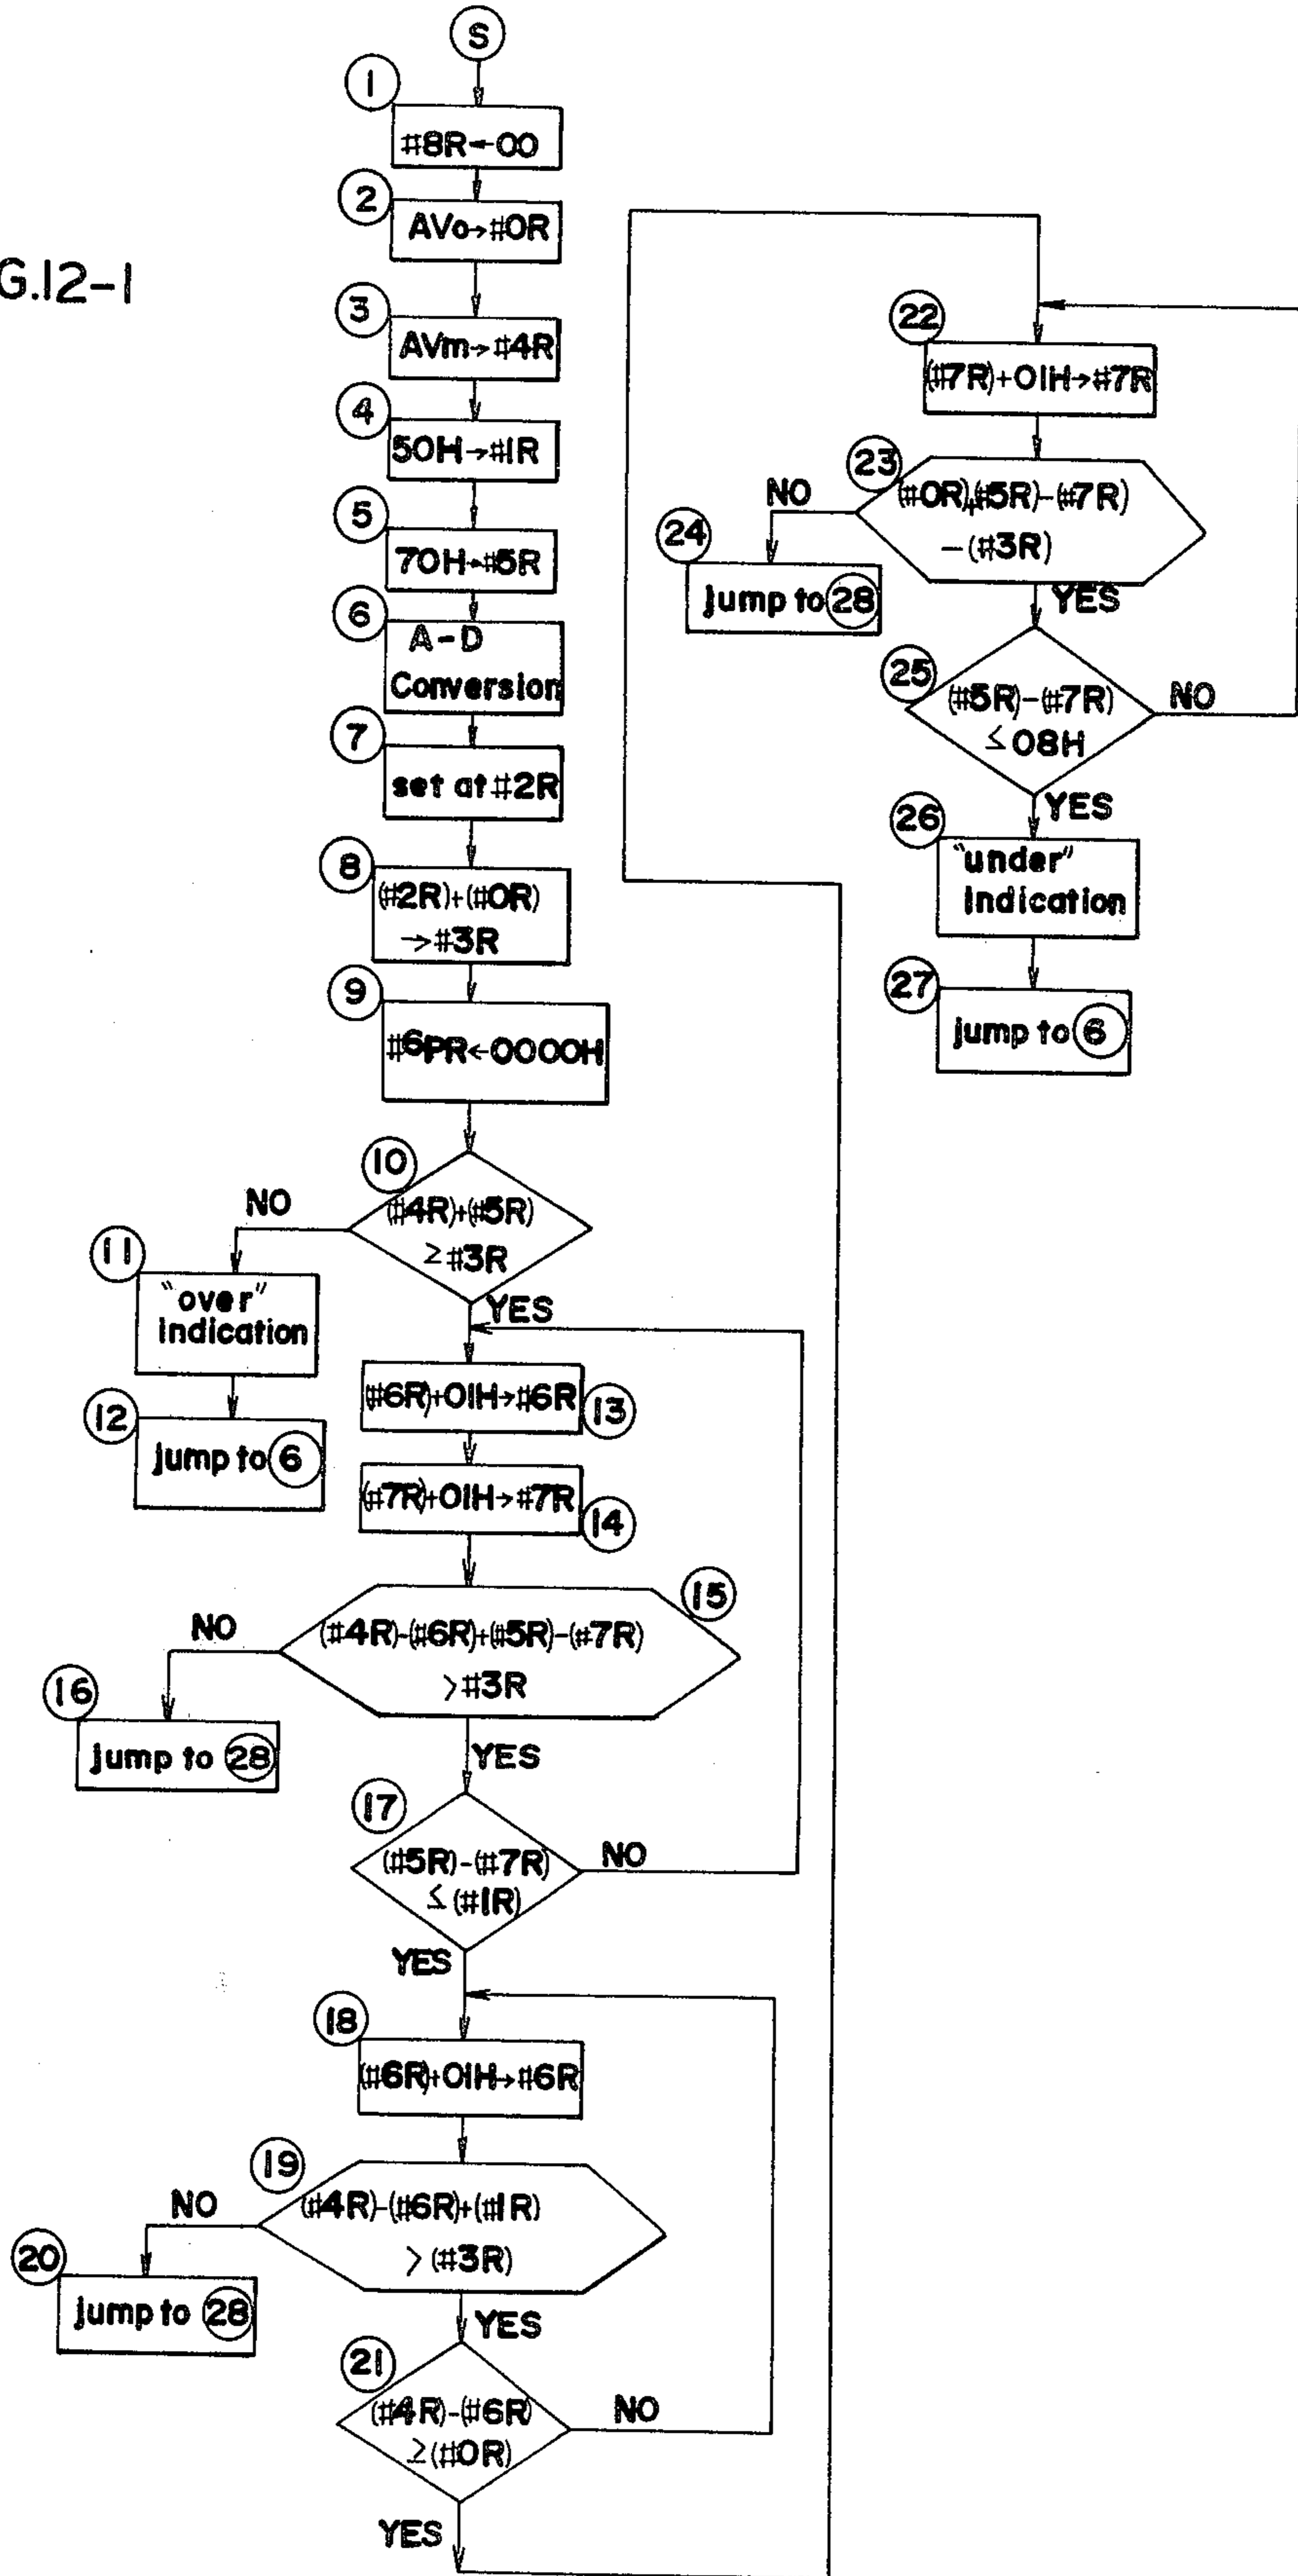 S
1
#8R←00
2
AVo→#0R
G.12-1
3
AVm→#4R
4
50H→#1R
5
70H→#5R
6
A-D
Conversion
7
set at #2R
8
(#2R)+(#0R)
→#3R
9
#6PR←0000H
10
(#4R)+(#5R)
≥#3R
NO
YES
11
"over"
Indication
12
jump to 6
(#6R)+01H→#6R
13
(#7R)+01H→#7R
14
15
(#4R)-(#6R)+(#5R)-(#7R)
>#3R
NO
YES
16
jump to 28
17
(#5R)-(#7R)
≤(#1R)
NO
YES
18
(#6R)+01H→#6R
19
(#4R)-(#6R)+(#1R)
>(#3R)
NO
YES
20
jump to 28
21
(#4R)-(#6R)
≥(#0R)
NO
YES
22
(#7R)+01H→#7R
23
(#0R)+(#5R)-(#7R)
-(#3R)
NO
YES
24
jump to 28
25
(#5R)-(#7R)
≤08H
NO
YES
26
"under"
Indication
27
jump to 6